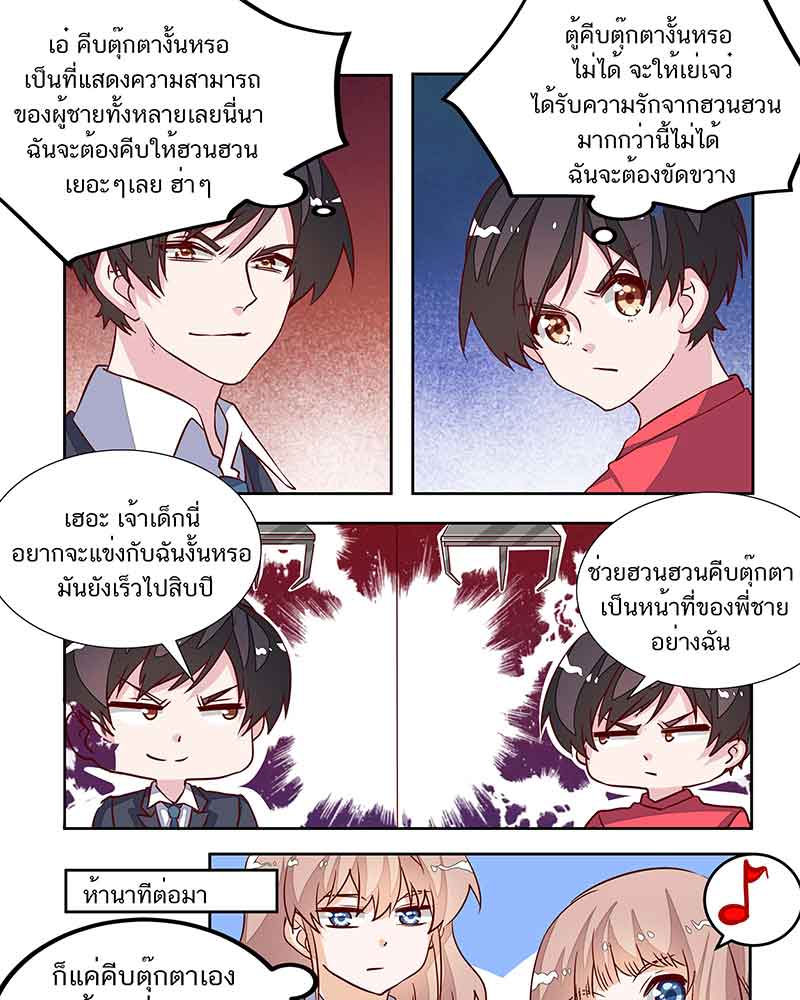 เอ๋ คีบตุ๊กตางั้นหรอ
เป็นที่แสดงความสามารถ
ของผู้ชายทั้งหลายเลยนี่นา
ฉันจะต้องคีบให้ฮวนฮวน
เยอะๆเลย ฮ่าๆ
ตู้คีบตุ๊กตางั้นหรอ
ไม่ได้ จะให้เย่เจว๋
ได้รับความรักจากฮวนฮวน
มากกว่านี้ไม่ได้
ฉันจะต้องขัดขวาง
เฮอะ เจ้าเด็กนี่
อยากจะแข่งกับฉันงั้นหรอ
มันยังเร็วไปสิบปี
ช่วยฮวนฮวนคีบตุ๊กตา
เป็นหน้าที่ของพี่ชาย
อย่างฉัน
ห้านาทีต่อมา
ก็แค่คีบตุ๊กตาเอง